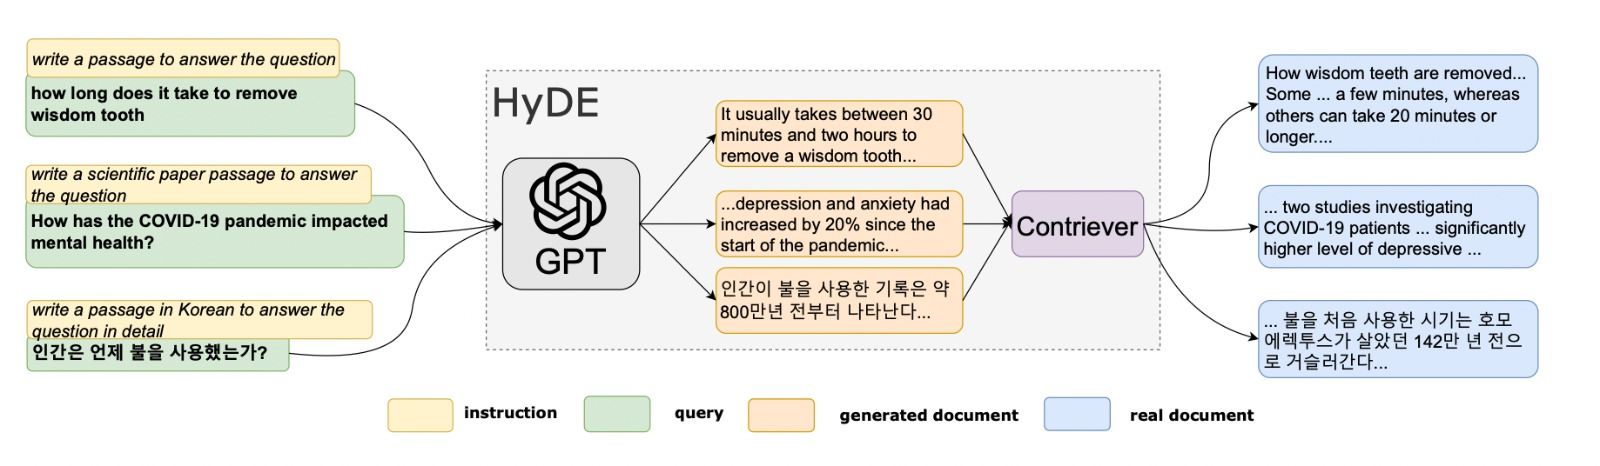 write a passage to answer the question
how long does it take to remove
wisdom tooth
write a scientific paper passage to answer
the question
How has the COVID-19 pandemic impacted
mental health?
write a passage in Korean to answer the
question in detail
인간은 언제 불을 사용했는가?
HyDE
GPT
It usually takes between 30
minutes and two hours to
remove a wisdom tooth...
...depression and anxiety had
increased by 20% since the
start of the pandemic...
인간이 불을 사용한 기록은 약
800만년 전부터 나타난다...
Contriever
How wisdom teeth are removed...
Some ... a few minutes, whereas
others can take 20 minutes or
longer....
... two studies investigating
COVID-19 patients ... significantly
higher level of depressive ...
... 불을 처음 사용한 시기는 호모
에렉투스가 살았던 142만 년 전으
로 거슬러간다...
instruction
query
generated document
real document